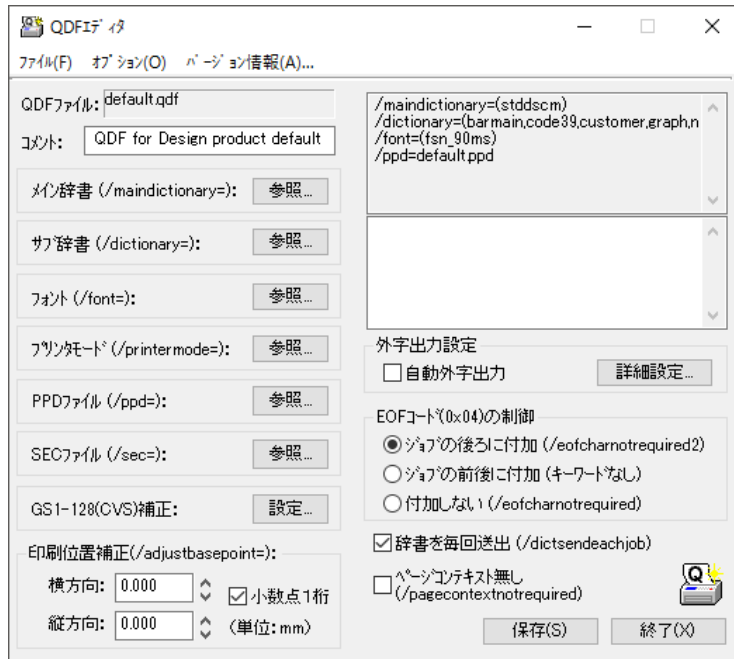 QDFｴﾃﾞｨﾀ
ﾌｧｲﾙ(F) ｵﾌﾟｼｮﾝ(O) ﾊﾞｰｼﾞｮﾝ情報(A)...
QDFﾌｧｲﾙ: default.qdf
ｺﾒﾝﾄ: QDF for Design product default
ﾒｲﾝ辞書 (/maindictionary=): 参照...
ｻﾌﾞ辞書 (/dictionary=): 参照...
ﾌｫﾝﾄ (/font=): 参照...
ﾌﾟﾘﾝﾀﾓｰﾄﾞ (/printermode=): 参照...
PPDﾌｧｲﾙ (/ppd=): 参照...
SECﾌｧｲﾙ (/sec=): 参照...
GS1-128(CVS)補正: 設定...
印刷位置補正(/adjustbasepoint=):
横方向: 0.000
縦方向: 0.000
小数点1桁
(単位: mm)
/maindictionary=(stddscm)
/dictionary=(barmain,code39,customer,graph,n
/font=(fsn_90ms)
/ppd=default.ppd
外字出力設定
自動外字出力 詳細設定...
EOFｺｰﾄﾞ(0x04)の制御
ｼﾞｮﾌﾞの後ろに付加 (/eofcharnotrequired2)
ｼﾞｮﾌﾞの前後に付加 (ｷｰﾜｰﾄﾞなし)
付加しない (/eofcharnotrequired)
辞書を毎回送出 (/dictsendeachjob)
ﾍﾟｰｼﾞｺﾝﾃｷｽﾄ無し
(/pagecontextnotrequired)
Q
保存(S) 終了(X)